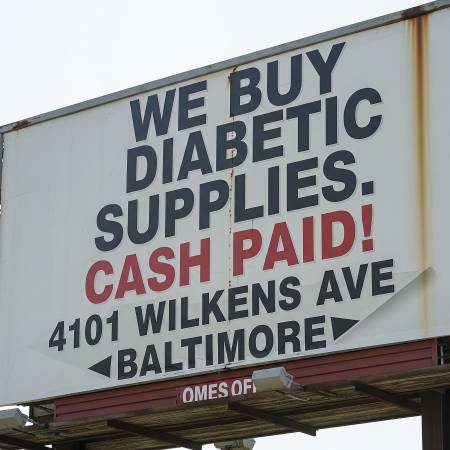 WE BUY
DIABETIC
SUPPLIES.
CASH PAID!
4101 WILKENS AVE
◄BALTIMORE►
OMES OF